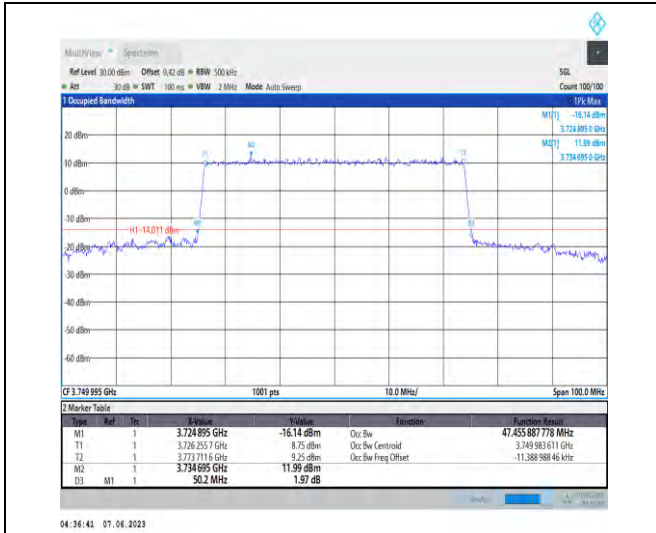 MultiView Spectrum
Ref Level 30.00 dBm Offset 9.42 dB RBW 500 kHz SGL
Att 30 dB SWT 100 ms VBW 2 MHz Mode Auto Sweep Count 100/100
1 Occupied Bandwidth 1Pk Max
M1[1] -16.14 dBm
3.724 895 0 GHz
M2[1] 11.99 dBm
3.734 695 0 GHz
20 dBm
M2
T1 T2
10 dBm
0 dBm
-10 dBm
M1 D3
H1 -14.011 dBm
-20 dBm
-30 dBm
-40 dBm
-50 dBm
-60 dBm
CF 3.749 995 GHz 1001 pts 10.0 MHz/ Span 100.0 MHz
2 Marker Table
Type Ref Trc X-Value Y-Value Function Function Result
M1 1 3.724 895 GHz -16.14 dBm Occ Bw 47.455 887 778 MHz
T1 1 3.726 255 7 GHz 8.75 dBm Occ Bw Centroid 3.749 983 611 GHz
T2 1 3.773 711 6 GHz 9.25 dBm Occ Bw Freq Offset -11.388 988 46 kHz
M2 1 3.734 695 GHz 11.99 dBm
D3 M1 1 50.2 MHz 1.97 dB
04:36:41 07.06.2023